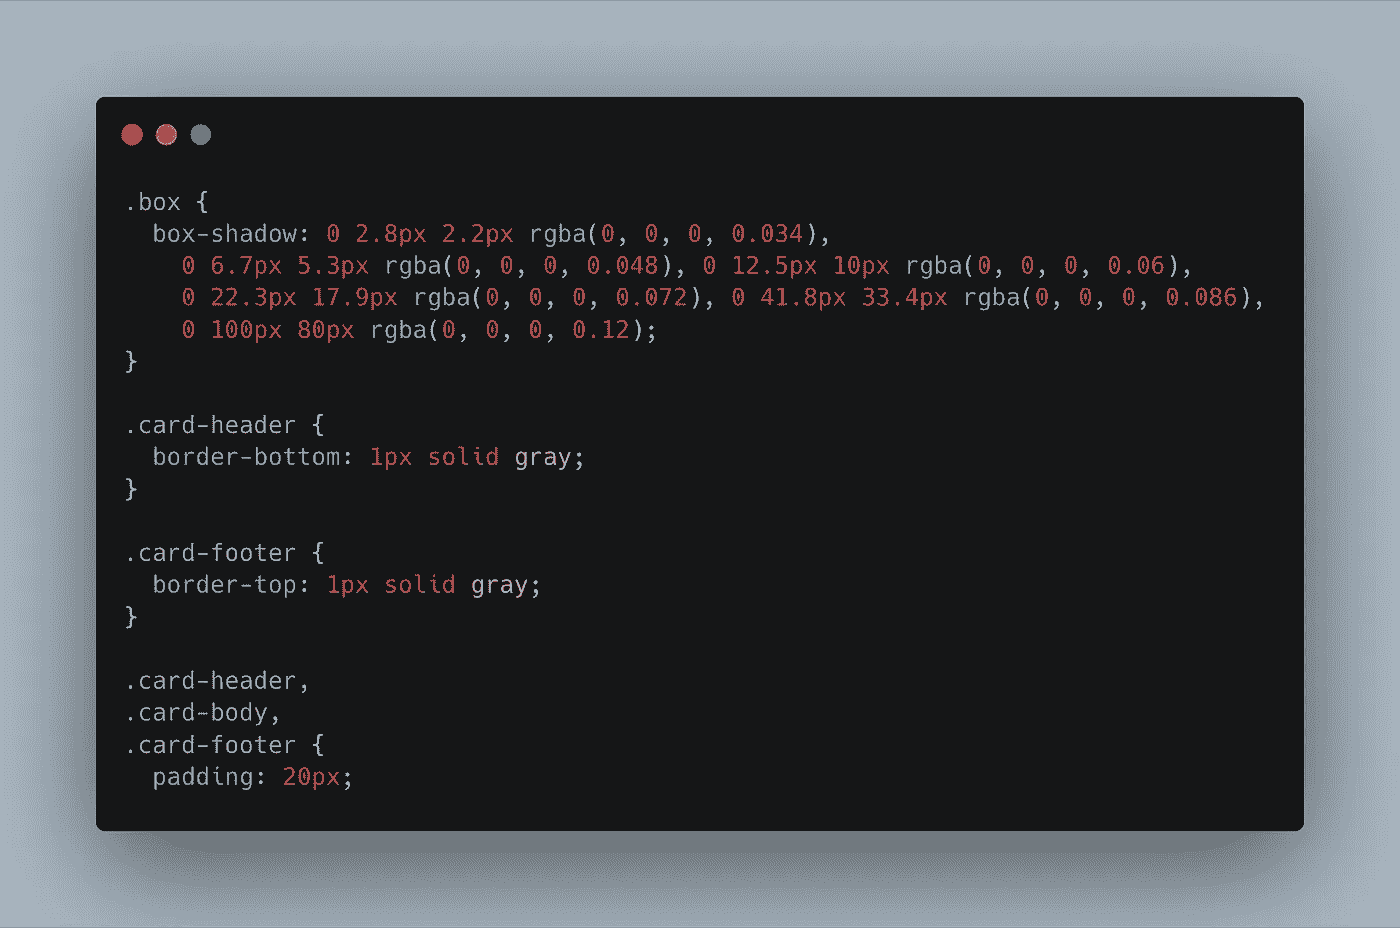 .box {
  box-shadow: 0 2.8px 2.2px rgba(0, 0, 0, 0.034),
    0 6.7px 5.3px rgba(0, 0, 0, 0.048), 0 12.5px 10px rgba(0, 0, 0, 0.06),
    0 22.3px 17.9px rgba(0, 0, 0, 0.072), 0 41.8px 33.4px rgba(0, 0, 0, 0.086),
    0 100px 80px rgba(0, 0, 0, 0.12);
}

.card-header {
  border-bottom: 1px solid gray;
}

.card-footer {
  border-top: 1px solid gray;
}

.card-header,
.card-body,
.card-footer {
  padding: 20px;